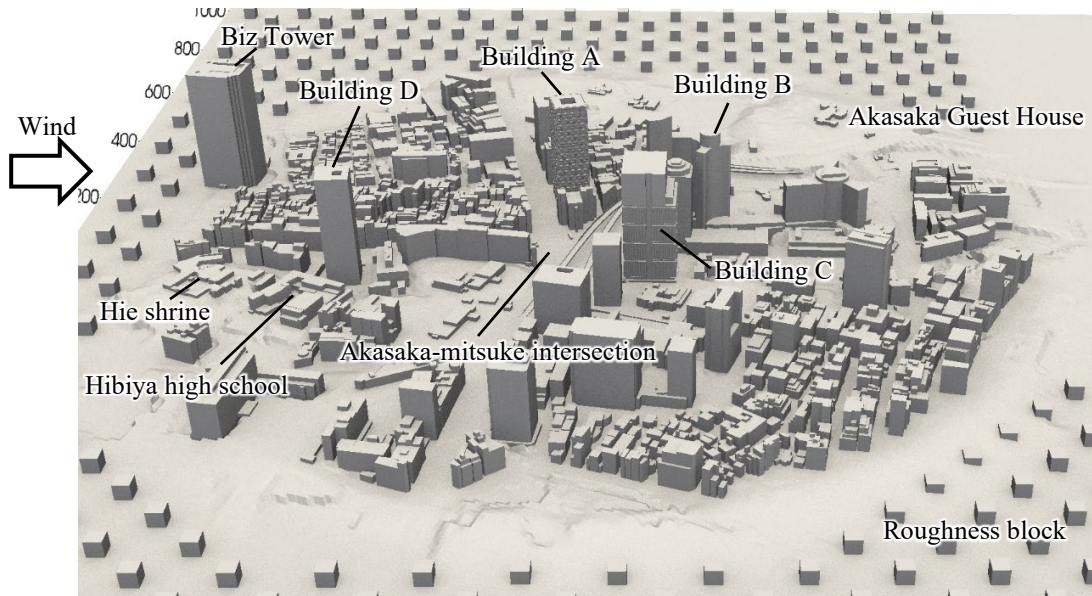 1000
Biz Tower
800
Building A
Building D
Building B
600
Akasaka Guest House
Wind
400
200
Building C
Hie shrine
Akasaka-mitsuke intersection
Hibiya high school
Roughness block